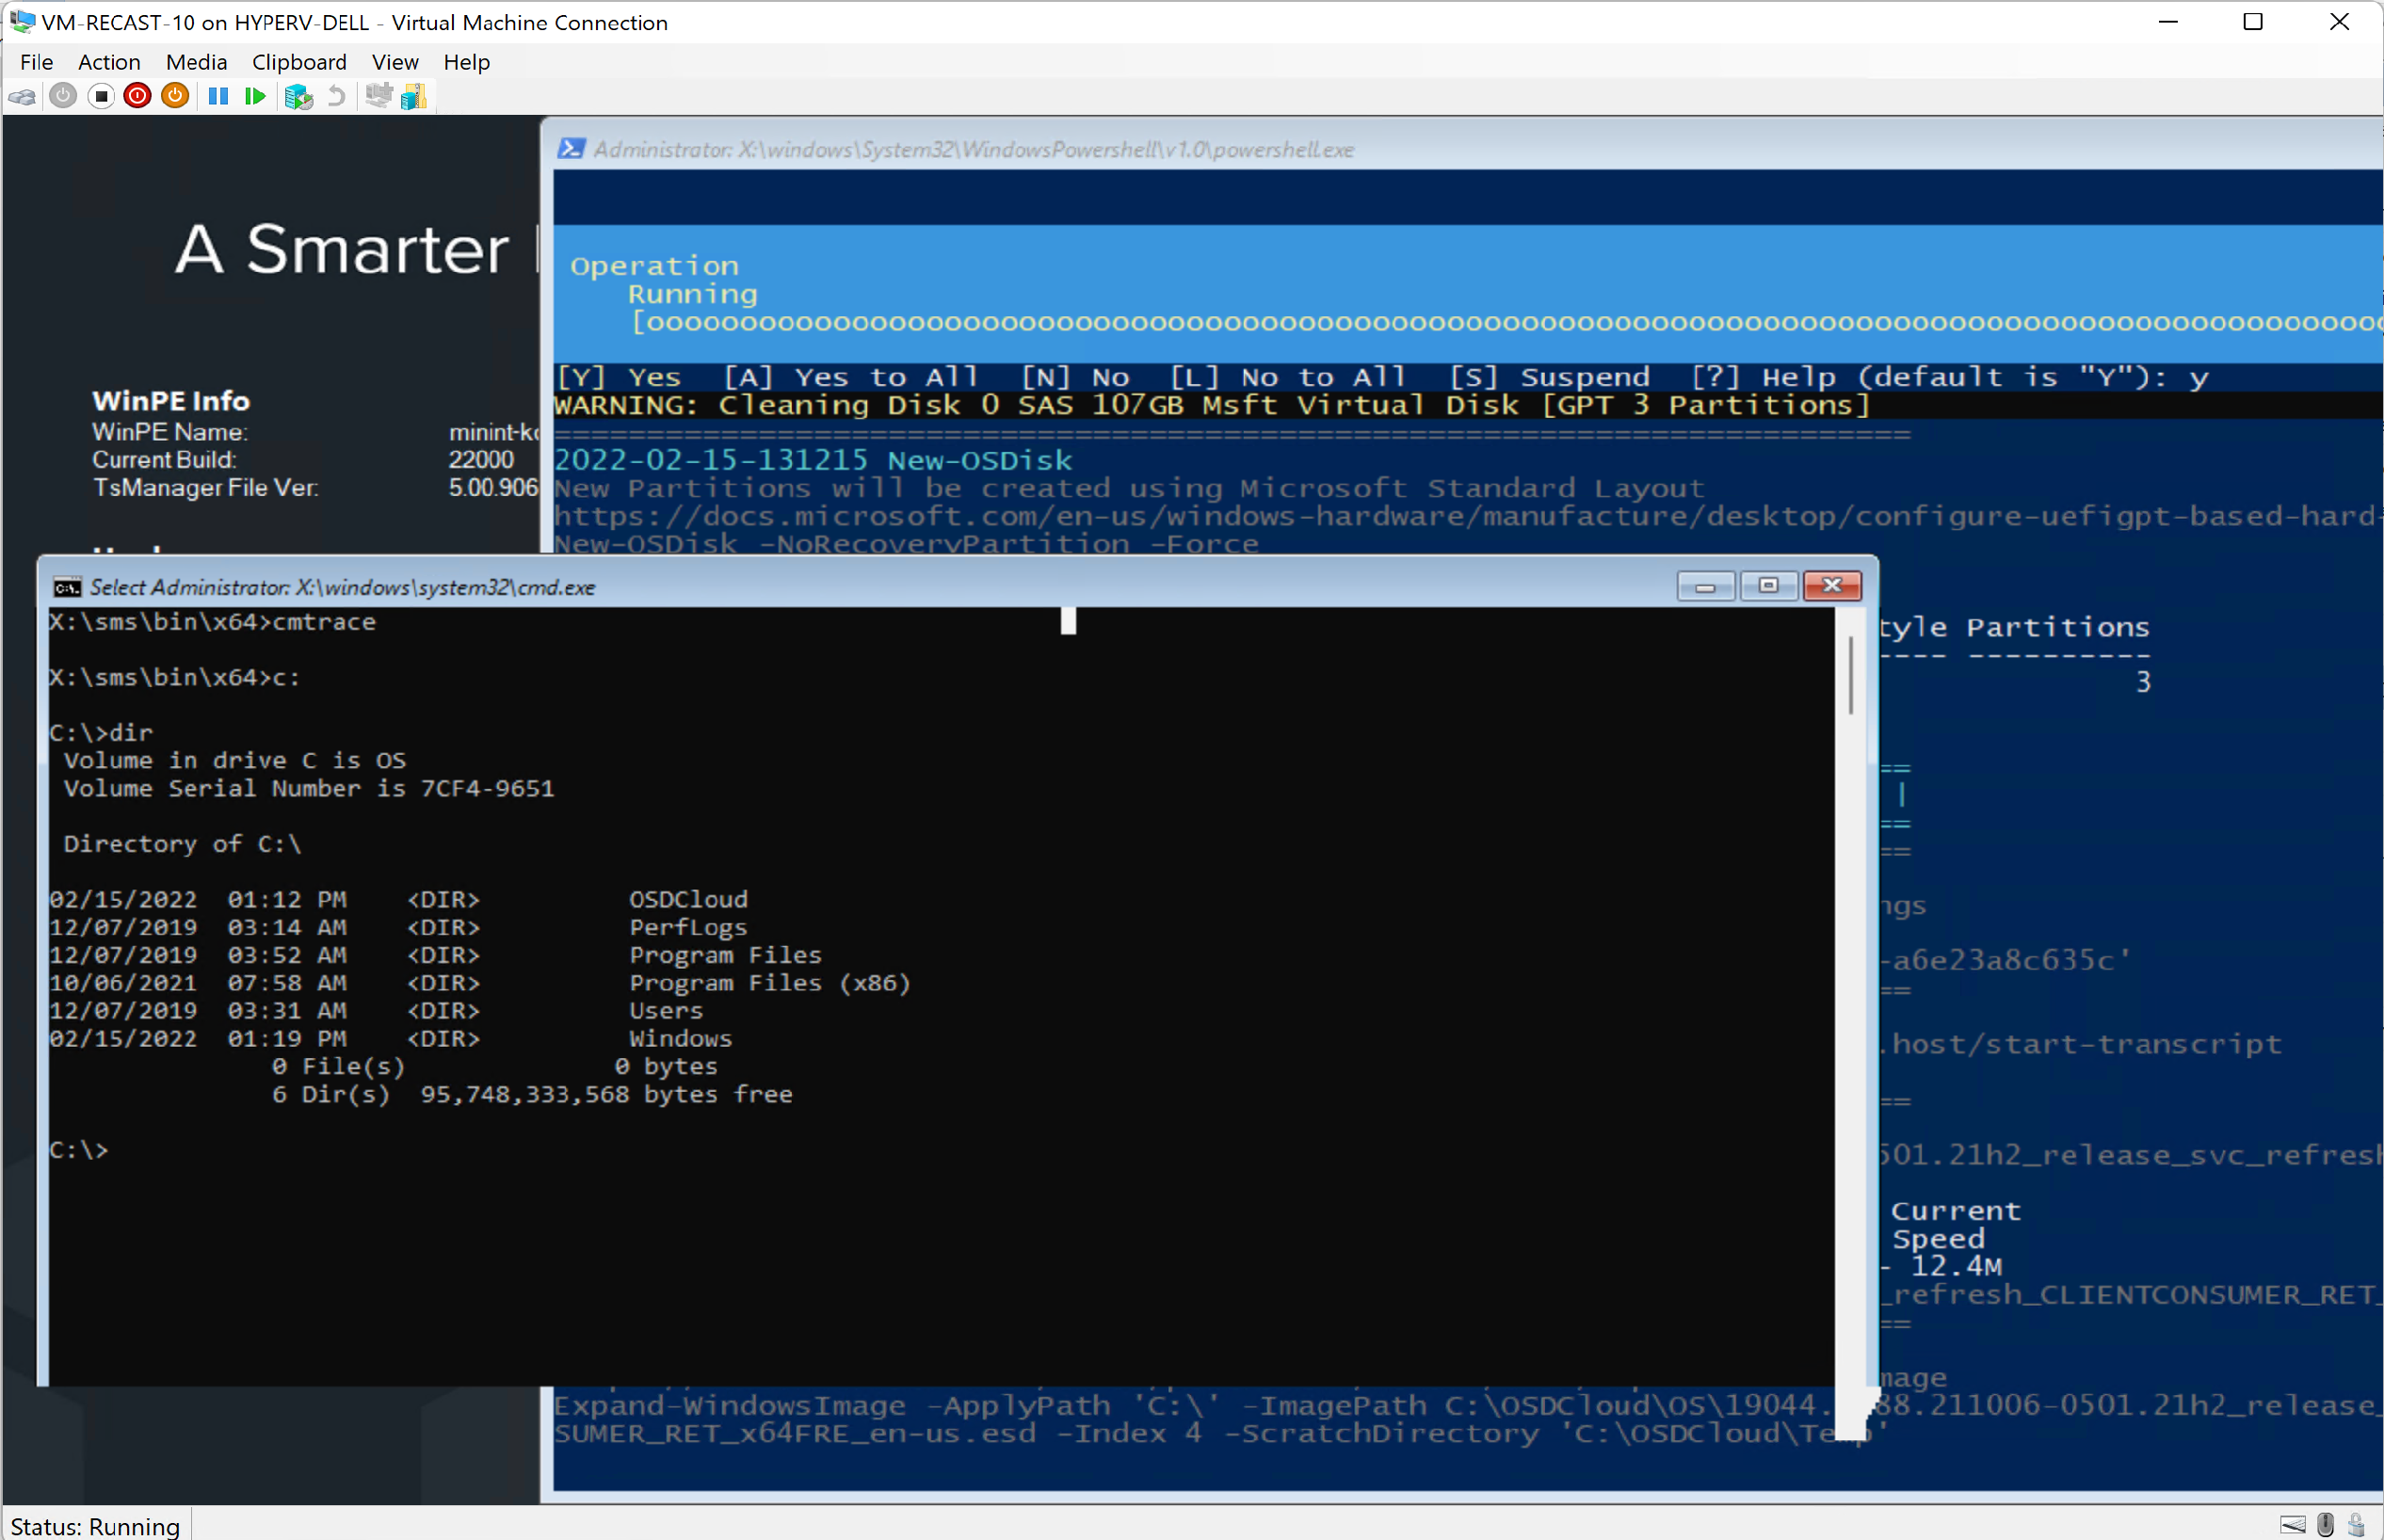 VM-RECAST-10 on HYPERV-DELL - Virtual Machine Connection
File Action Media Clipboard View Help
A Smarter
WinPE Info
WinPE Name: minint-k
Current Build: 22000
TsManager File Ver: 5.00.906
Administrator: X:\windows\System32\WindowsPowershell\v1.0\powershell.exe
Operation
Running
[ooooooooooooooooooooooooooooooooooooooooooooooooooooooooooooooooooooooooooooooooooooooooooooo
[Y] Yes [A] Yes to All [N] No [L] No to All [S] Suspend [?] Help (default is "Y"): y
WARNING: Cleaning Disk 0 SAS 107GB Msft Virtual Disk [GPT 3 Partitions]
=========================================================================
2022-02-15-131215 New-OSDisk
New Partitions will be created using Microsoft Standard Layout
https://docs.microsoft.com/en-us/windows-hardware/manufacture/desktop/configure-uefigpt-based-hard-
New-OSDisk -NoRecoveryPartition -Force
Select Administrator: X:\windows\system32\cmd.exe
X:\sms\bin\x64>cmtrace
X:\sms\bin\x64>c:
C:\>dir
Volume in drive C is OS
Volume Serial Number is 7CF4-9651
Directory of C:\
02/15/2022 01:12 PM <DIR> OSDCloud
12/07/2019 03:14 AM <DIR> PerfLogs
12/07/2019 03:52 AM <DIR> Program Files
10/06/2021 07:58 AM <DIR> Program Files (x86)
12/07/2019 03:31 AM <DIR> Users
02/15/2022 01:19 PM <DIR> Windows
0 File(s) 0 bytes
6 Dir(s) 95,748,333,568 bytes free
C:\>
tyle Partitions
---- ----------
3
==
|
==
==
ngs
-a6e23a8c635c'
==
.host/start-transcript
==
501.21h2_release_svc_refresh
Current
Speed
- 12.4M
_refresh_CLIENTCONSUMER_RET_
==
mage
Expand-WindowsImage -ApplyPath 'C:\' -ImagePath C:\OSDCloud\OS\19044. 88.211006-0501.21h2_release_
SUMER_RET_x64FRE_en-us.esd -Index 4 -ScratchDirectory 'C:\OSDCloud\Temp'
Status: Running